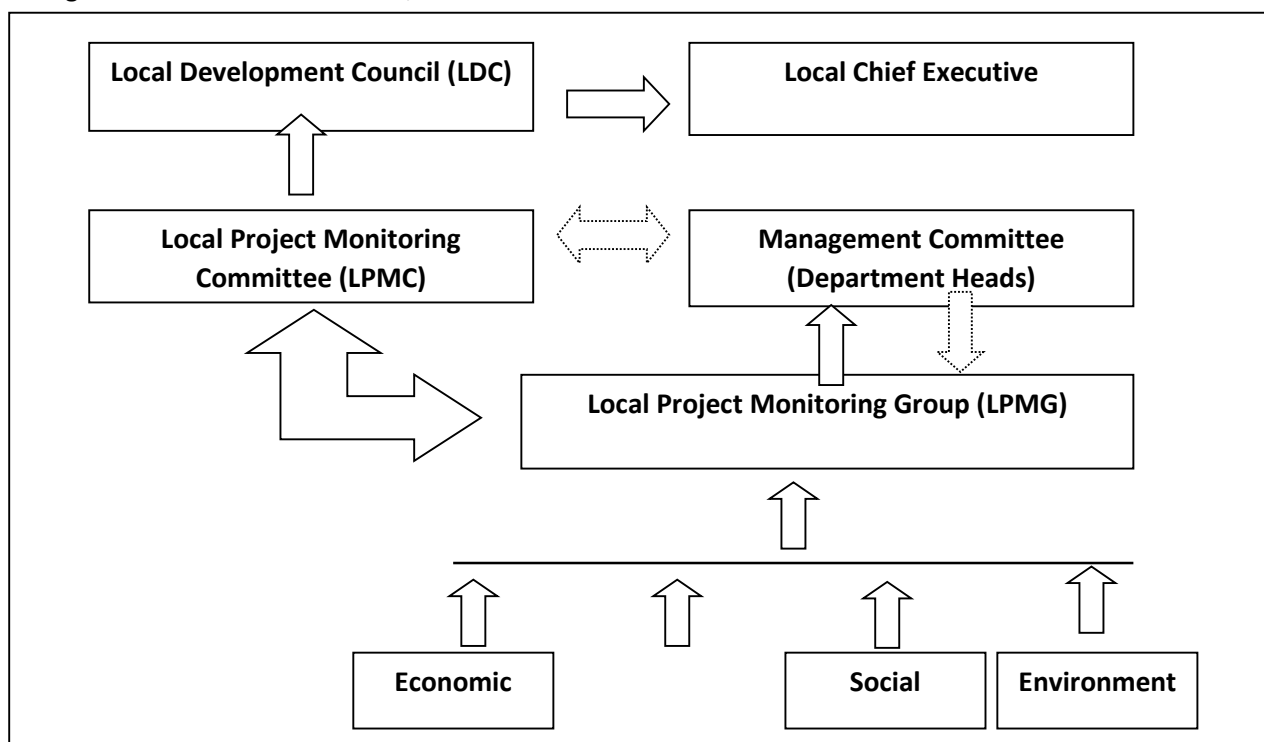 Local Development Council (LDC)
Local Chief Executive
Local Project Monitoring
Committee (LPMC)
Management Committee
(Department Heads)
Local Project Monitoring Group (LPMG)
Economic
Social
Environment